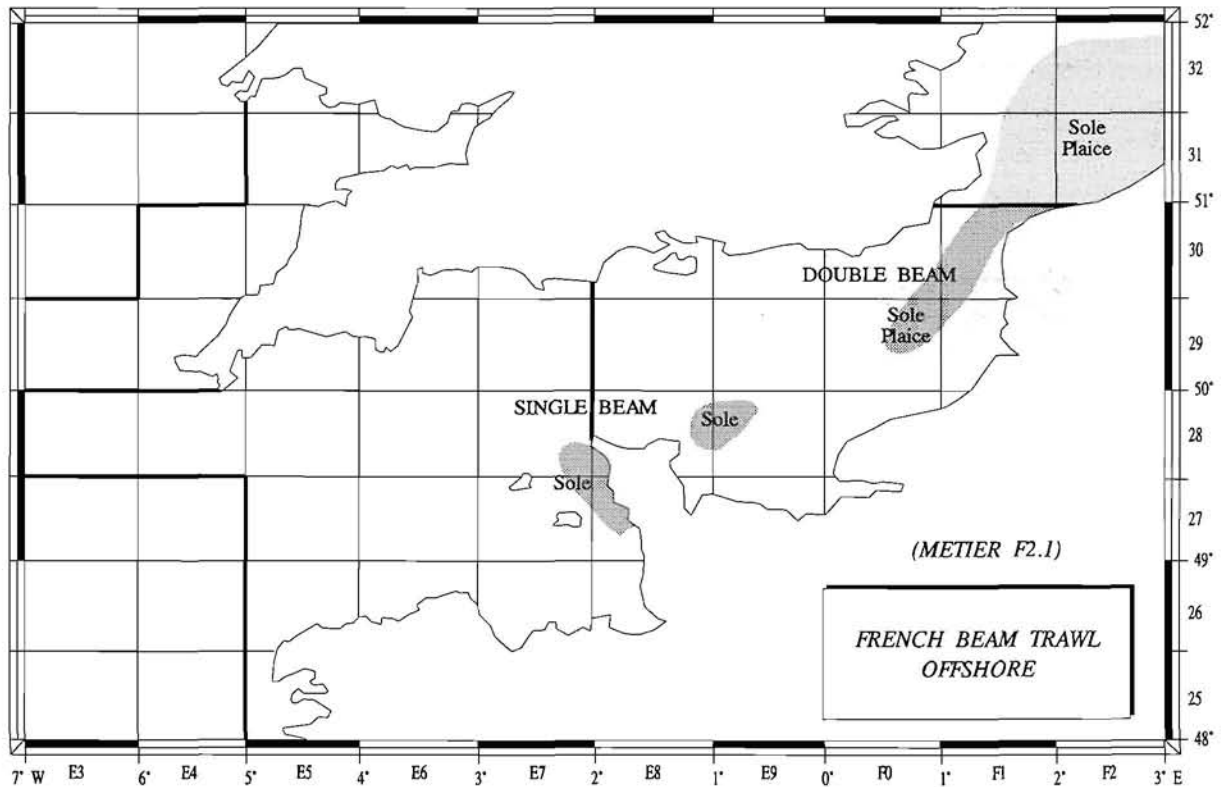 52°
32
Sole
Plaice
31
51°
30
DOUBLE BEAM
Sole
Plaice
29
50°
SINGLE BEAM
Sole
28
Sole
27
(METIER F2.1)
49°
26
FRENCH BEAM TRAWL
OFFSHORE
25
48°
7° W E3 6° E4 5° E5 4° E6 3° E7 2° E8 1° E9 0° F0 1° F1 2° F2 3° E